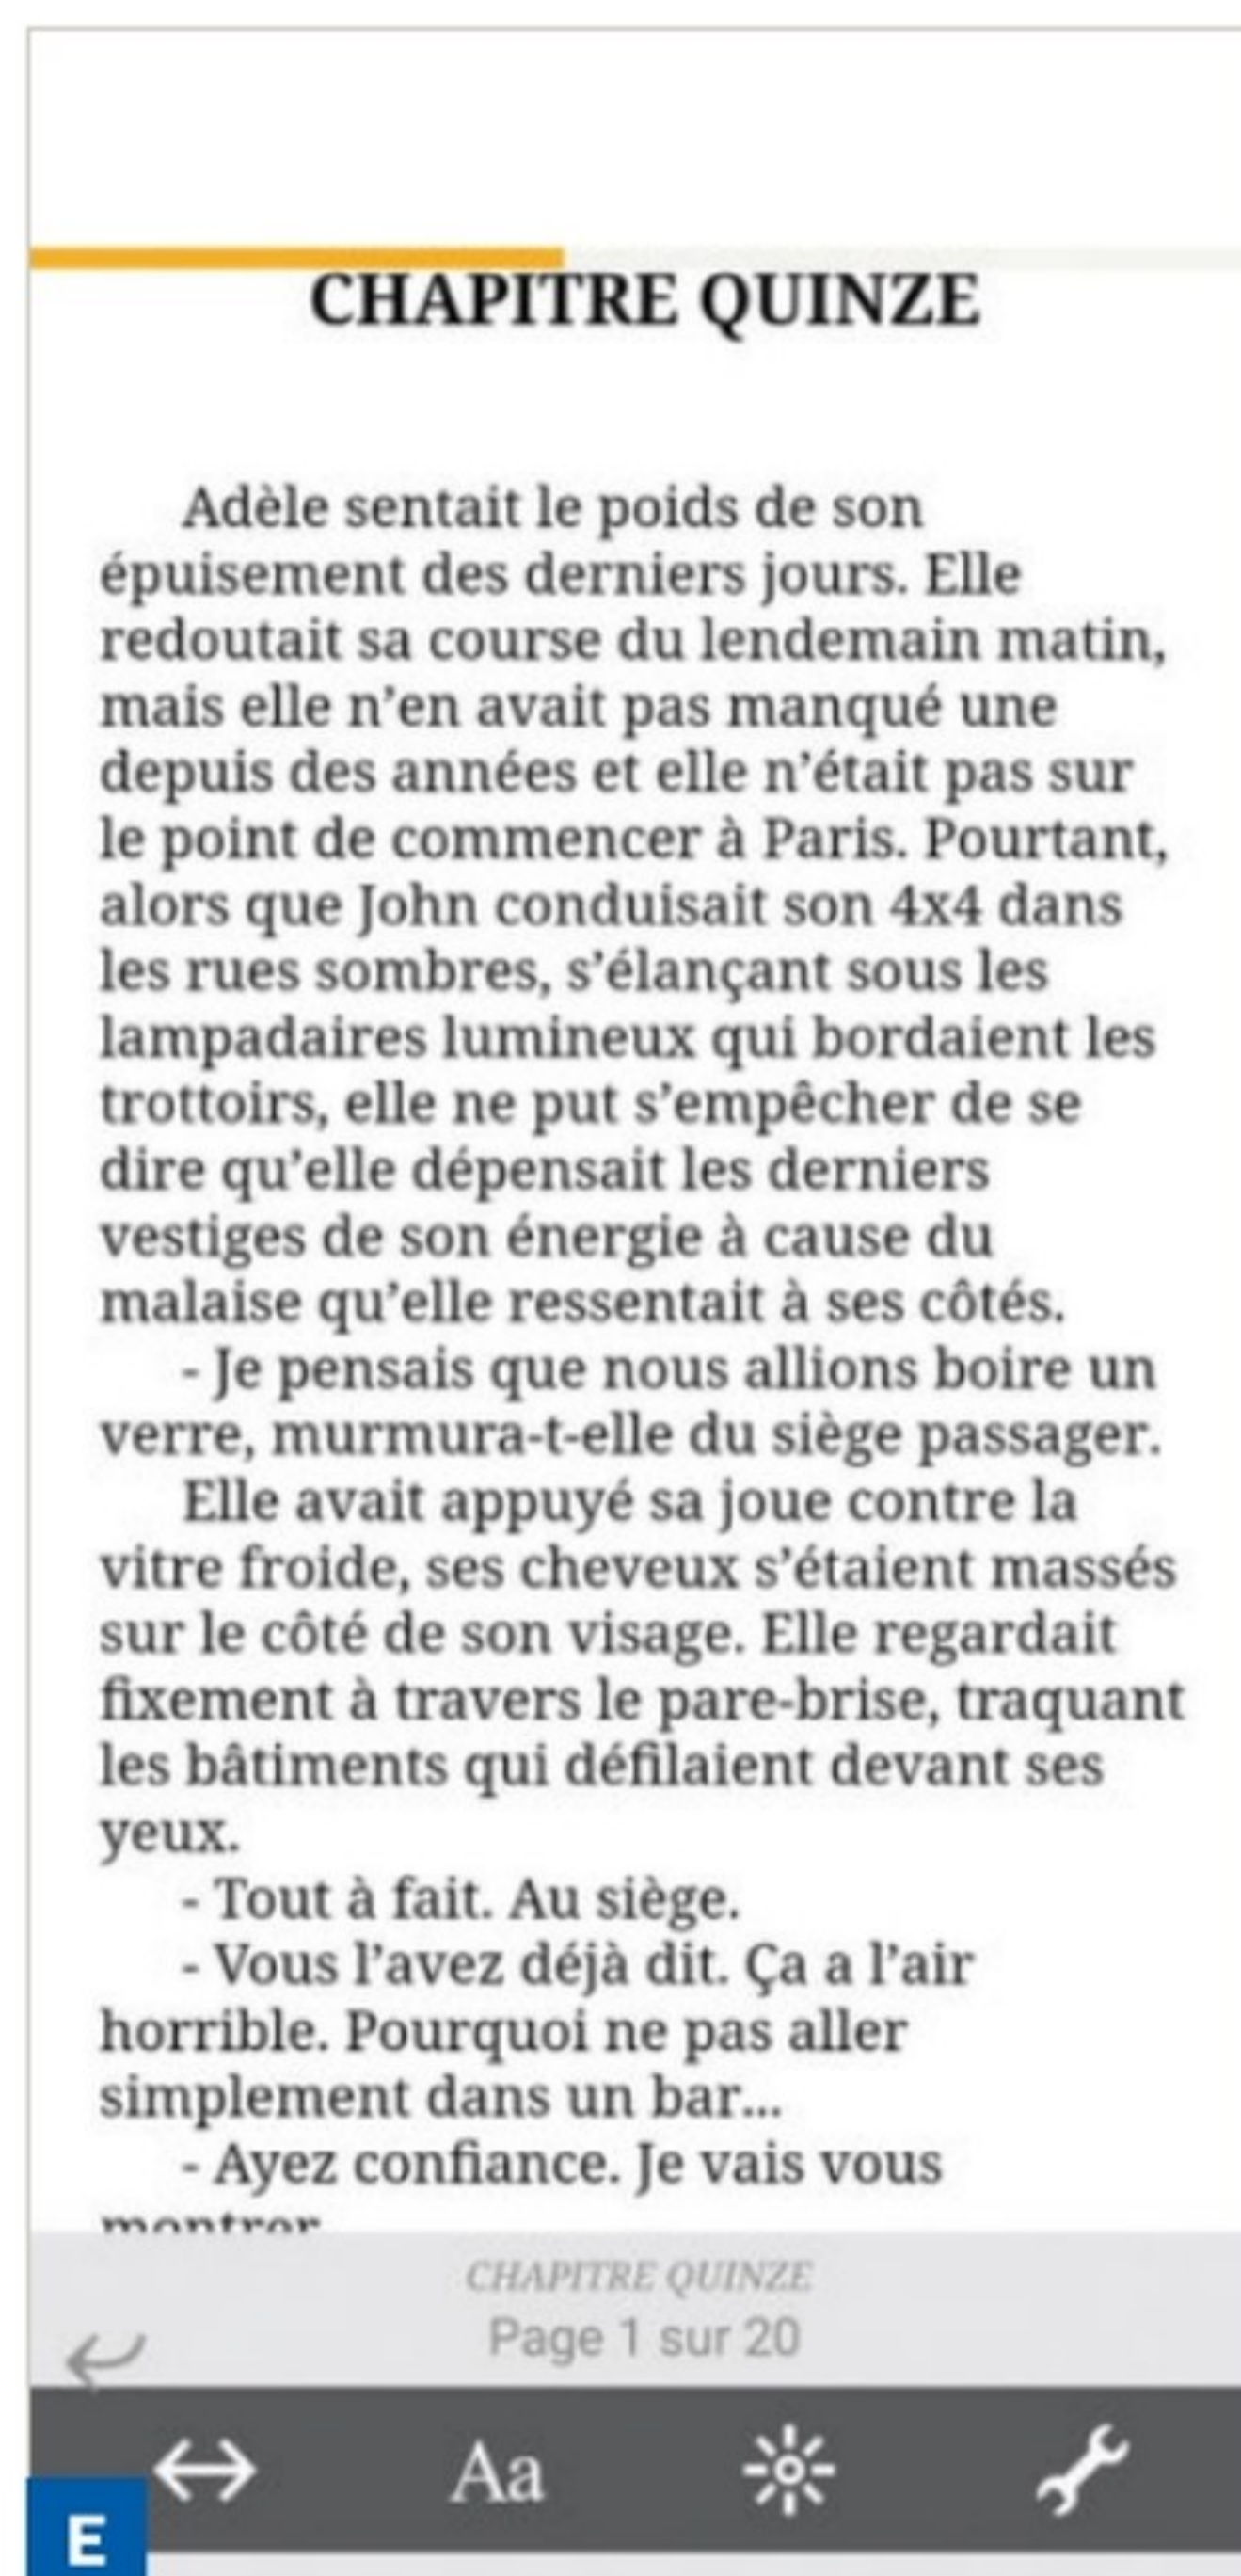 CHAPITRE QUINZE
Adèle sentait le poids de son
épuisement des derniers jours. Elle
redoutait sa course du lendemain matin,
mais elle n’en avait pas manqué une
depuis des années et elle n’était pas sur
le point de commencer à Paris. Pourtant,
alors que John conduisait son 4x4 dans
les rues sombres, s’élançant sous les
lampadaires lumineux qui bordaient les
trottoirs, elle ne put s’empêcher de se
dire qu’elle dépensait les derniers
vestiges de son énergie à cause du
malaise qu’elle ressentait à ses côtés.
- Je pensais que nous allions boire un
verre, murmura-t-elle du siège passager.
Elle avait appuyé sa joue contre la
vitre froide, ses cheveux s’étaient massés
sur le côté de son visage. Elle regardait
fixement à travers le pare-brise, traquant
les bâtiments qui défilaient devant ses
yeux.
- Tout à fait. Au siège.
- Vous l’avez déjà dit. Ça a l’air
horrible. Pourquoi ne pas aller
simplement dans un bar...
- Ayez confiance. Je vais vous
montrer
CHAPITRE QUINZE
Page 1 sur 20
Aa
E